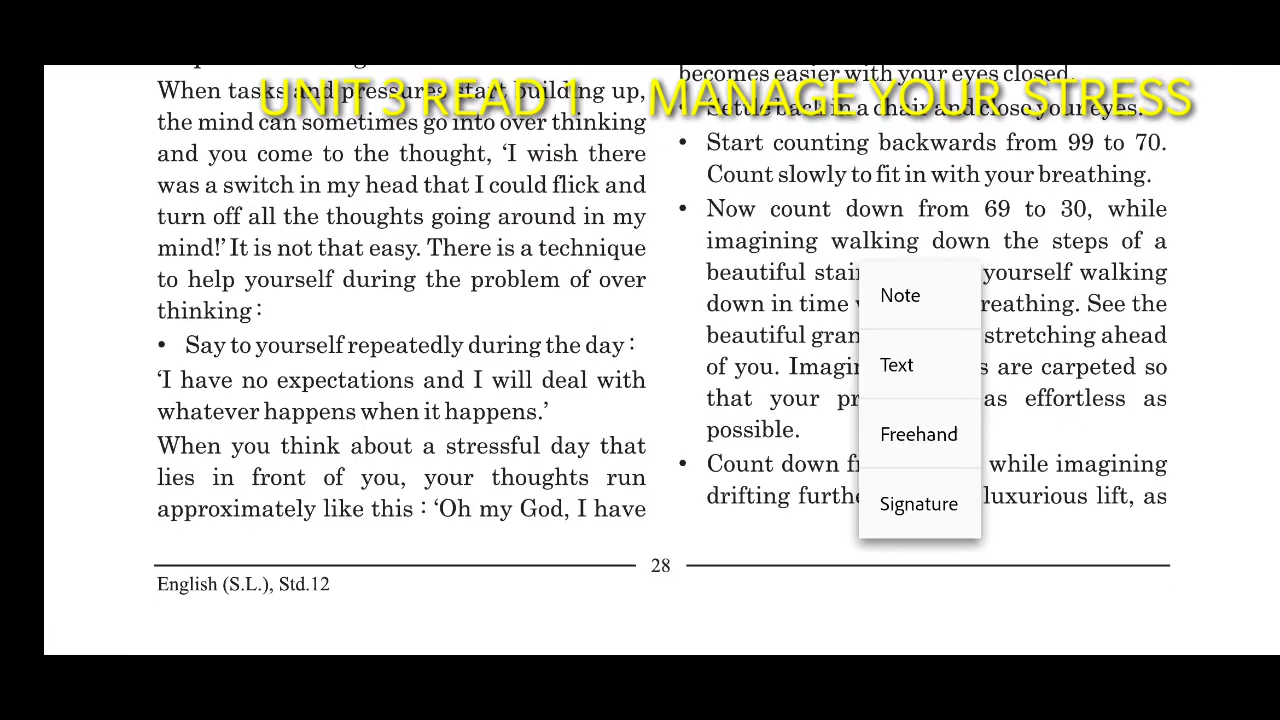 UNIT 3 READ 1 MANAGE YOUR STRESS
When tasks and pressures start building up,
the mind can sometimes go into over thinking
and you come to the thought, ‘I wish there
was a switch in my head that I could flick and
turn off all the thoughts going around in my
mind!’ It is not that easy. There is a technique
to help yourself during the problem of over
thinking :
• Say to yourself repeatedly during the day :
‘I have no expectations and I will deal with
whatever happens when it happens.’
When you think about a stressful day that
lies in front of you, your thoughts run
approximately like this : ‘Oh my God, I have
becomes easier with your eyes closed.
• Settle back in a chair and close your eyes.
• Start counting backwards from 99 to 70.
Count slowly to fit in with your breathing.
• Now count down from 69 to 30, while
imagining walking down the steps of a
beautiful yourself walking
down in time See the
beautiful stretching ahead
of you. are carpeted so
that your as effortless as
possible.
• Count down while imagining
drifting luxurious lift, as
Note
Text
Freehand
Signature
28
English (S.L.), Std.12